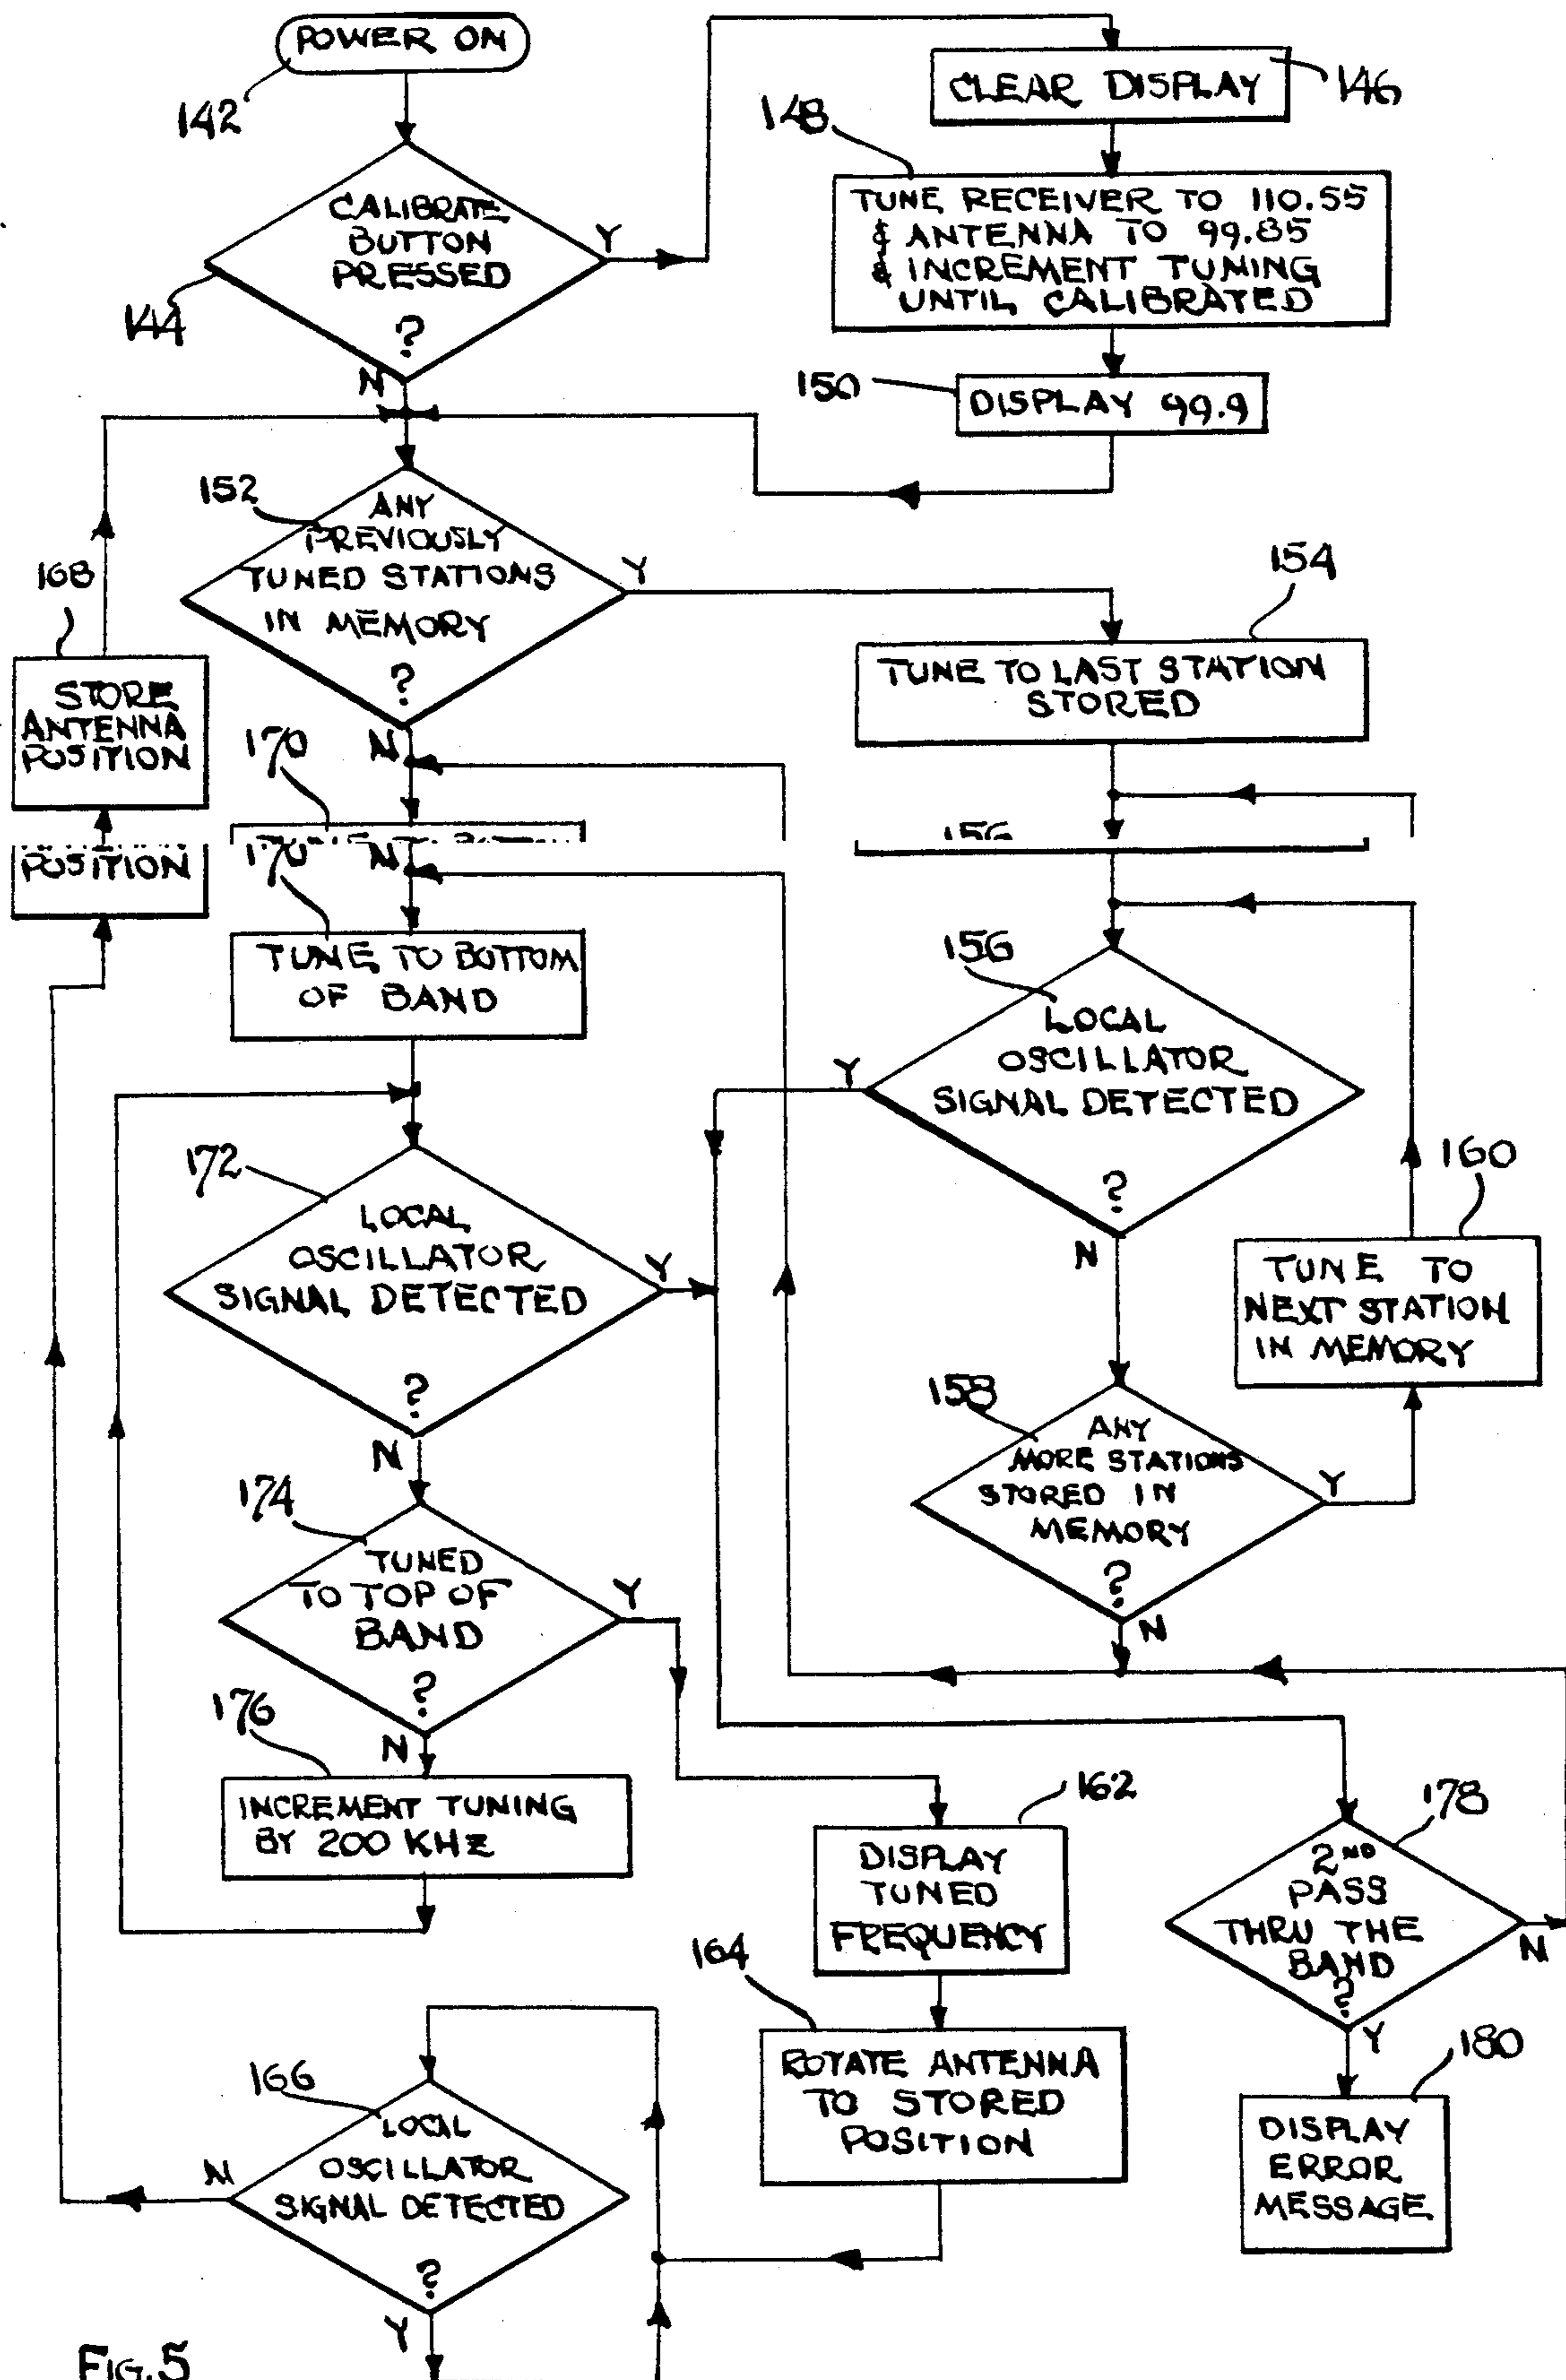 POWER ON
142
CALIBRATE
BUTTON
PRESSED
?
144
Y
N
CLEAR DISPLAY
146
148
TUNE RECEIVER TO 110.55
& ANTENNA TO 99.85
& INCREMENT TUNING
UNTIL CALIBRATED
150
DISPLAY 99.9
152
ANY
PREVIOUSLY
TUNED STATIONS
IN MEMORY
?
Y
N
154
TUNE TO LAST STATION
STORED
168
STORE
ANTENNA
POSITION
170
156
POSITION
170
N
TUNE TO BOTTOM
OF BAND
156
LOCAL
OSCILLATOR
SIGNAL DETECTED
?
Y
N
160
TUNE TO
NEXT STATION
IN MEMORY
172
LOCAL
OSCILLATOR
SIGNAL DETECTED
?
Y
N
158
ANY
MORE STATIONS
STORED IN
MEMORY
?
Y
N
174
TUNED
TO TOP OF
BAND
?
Y
N
176
INCREMENT TUNING
BY 200 KHZ
162
DISPLAY
TUNED
FREQUENCY
178
2ND
PASS
THRU THE
BAND
?
N
Y
164
ROTATE ANTENNA
TO STORED
POSITION
180
DISPLAY
ERROR
MESSAGE
166
LOCAL
OSCILLATOR
SIGNAL DETECTED
?
N
Y
FIG. 5